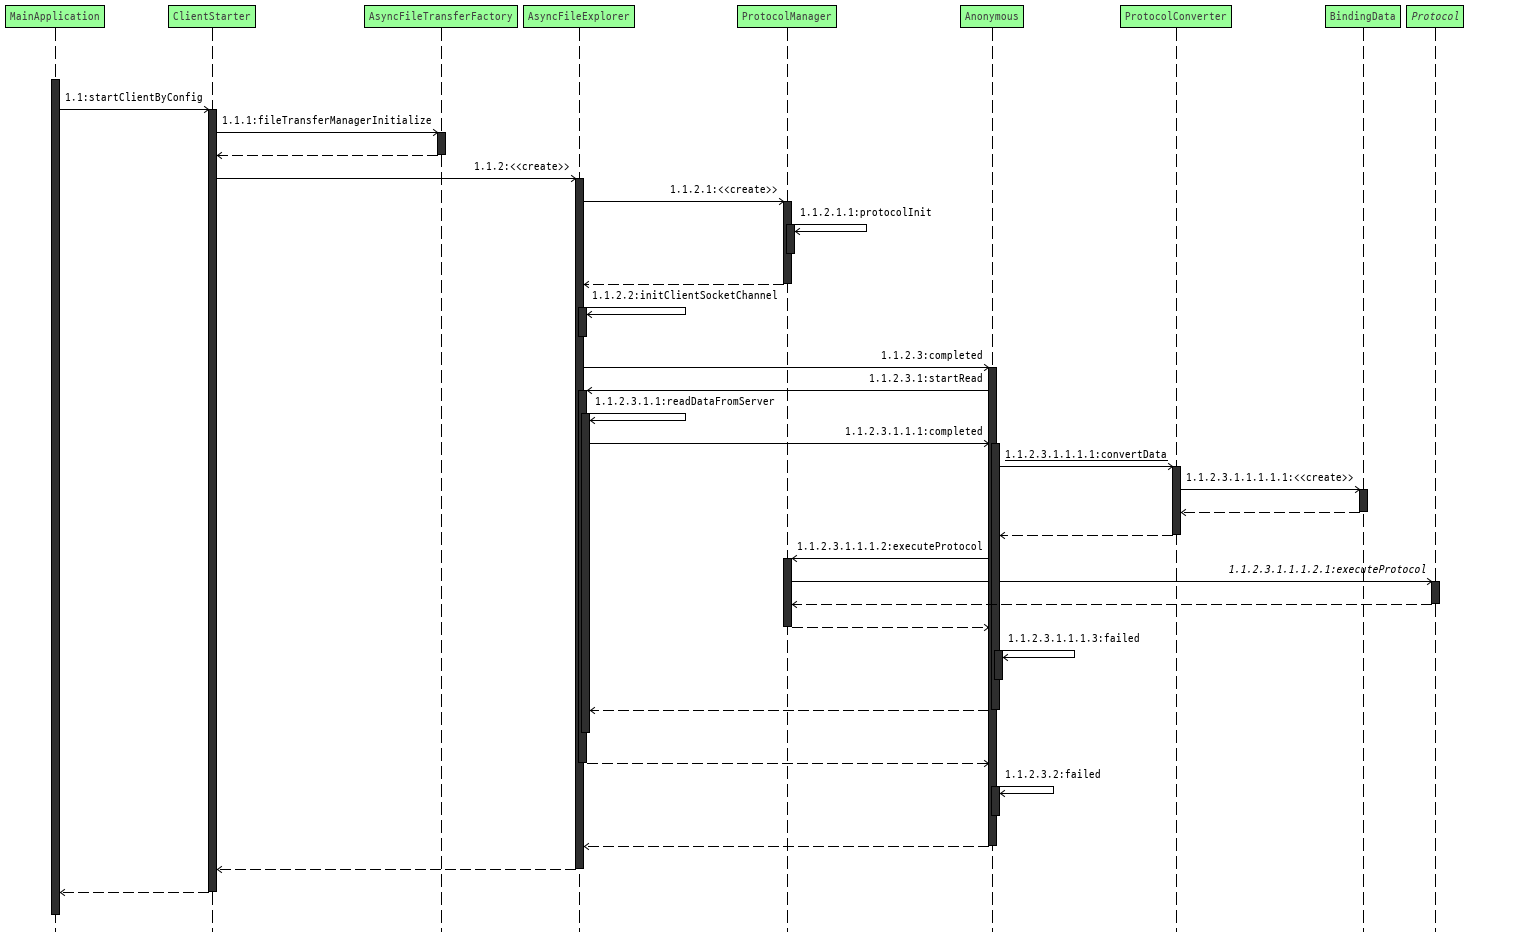 MainApplication
ClientStarter
AsyncFileTransferFactory
AsyncFileExplorer
ProtocolManager
Anonymous
ProtocolConverter
BindingData
Protocol
1.1:startClientByConfig
1.1.1:fileTransferManagerInitialize
1.1.2:<<create>>
1.1.2.1:<<create>>
1.1.2.1.1:protocolInit
1.1.2.2:initClientSocketChannel
1.1.2.3:completed
1.1.2.3.1:startRead
1.1.2.3.1.1:readDataFromServer
1.1.2.3.1.1.1:completed
1.1.2.3.1.1.1.1:convertData
1.1.2.3.1.1.1.1.1:<<create>>
1.1.2.3.1.1.1.2:executeProtocol
1.1.2.3.1.1.1.2.1:executeProtocol
1.1.2.3.1.1.1.3:failed
1.1.2.3.2:failed